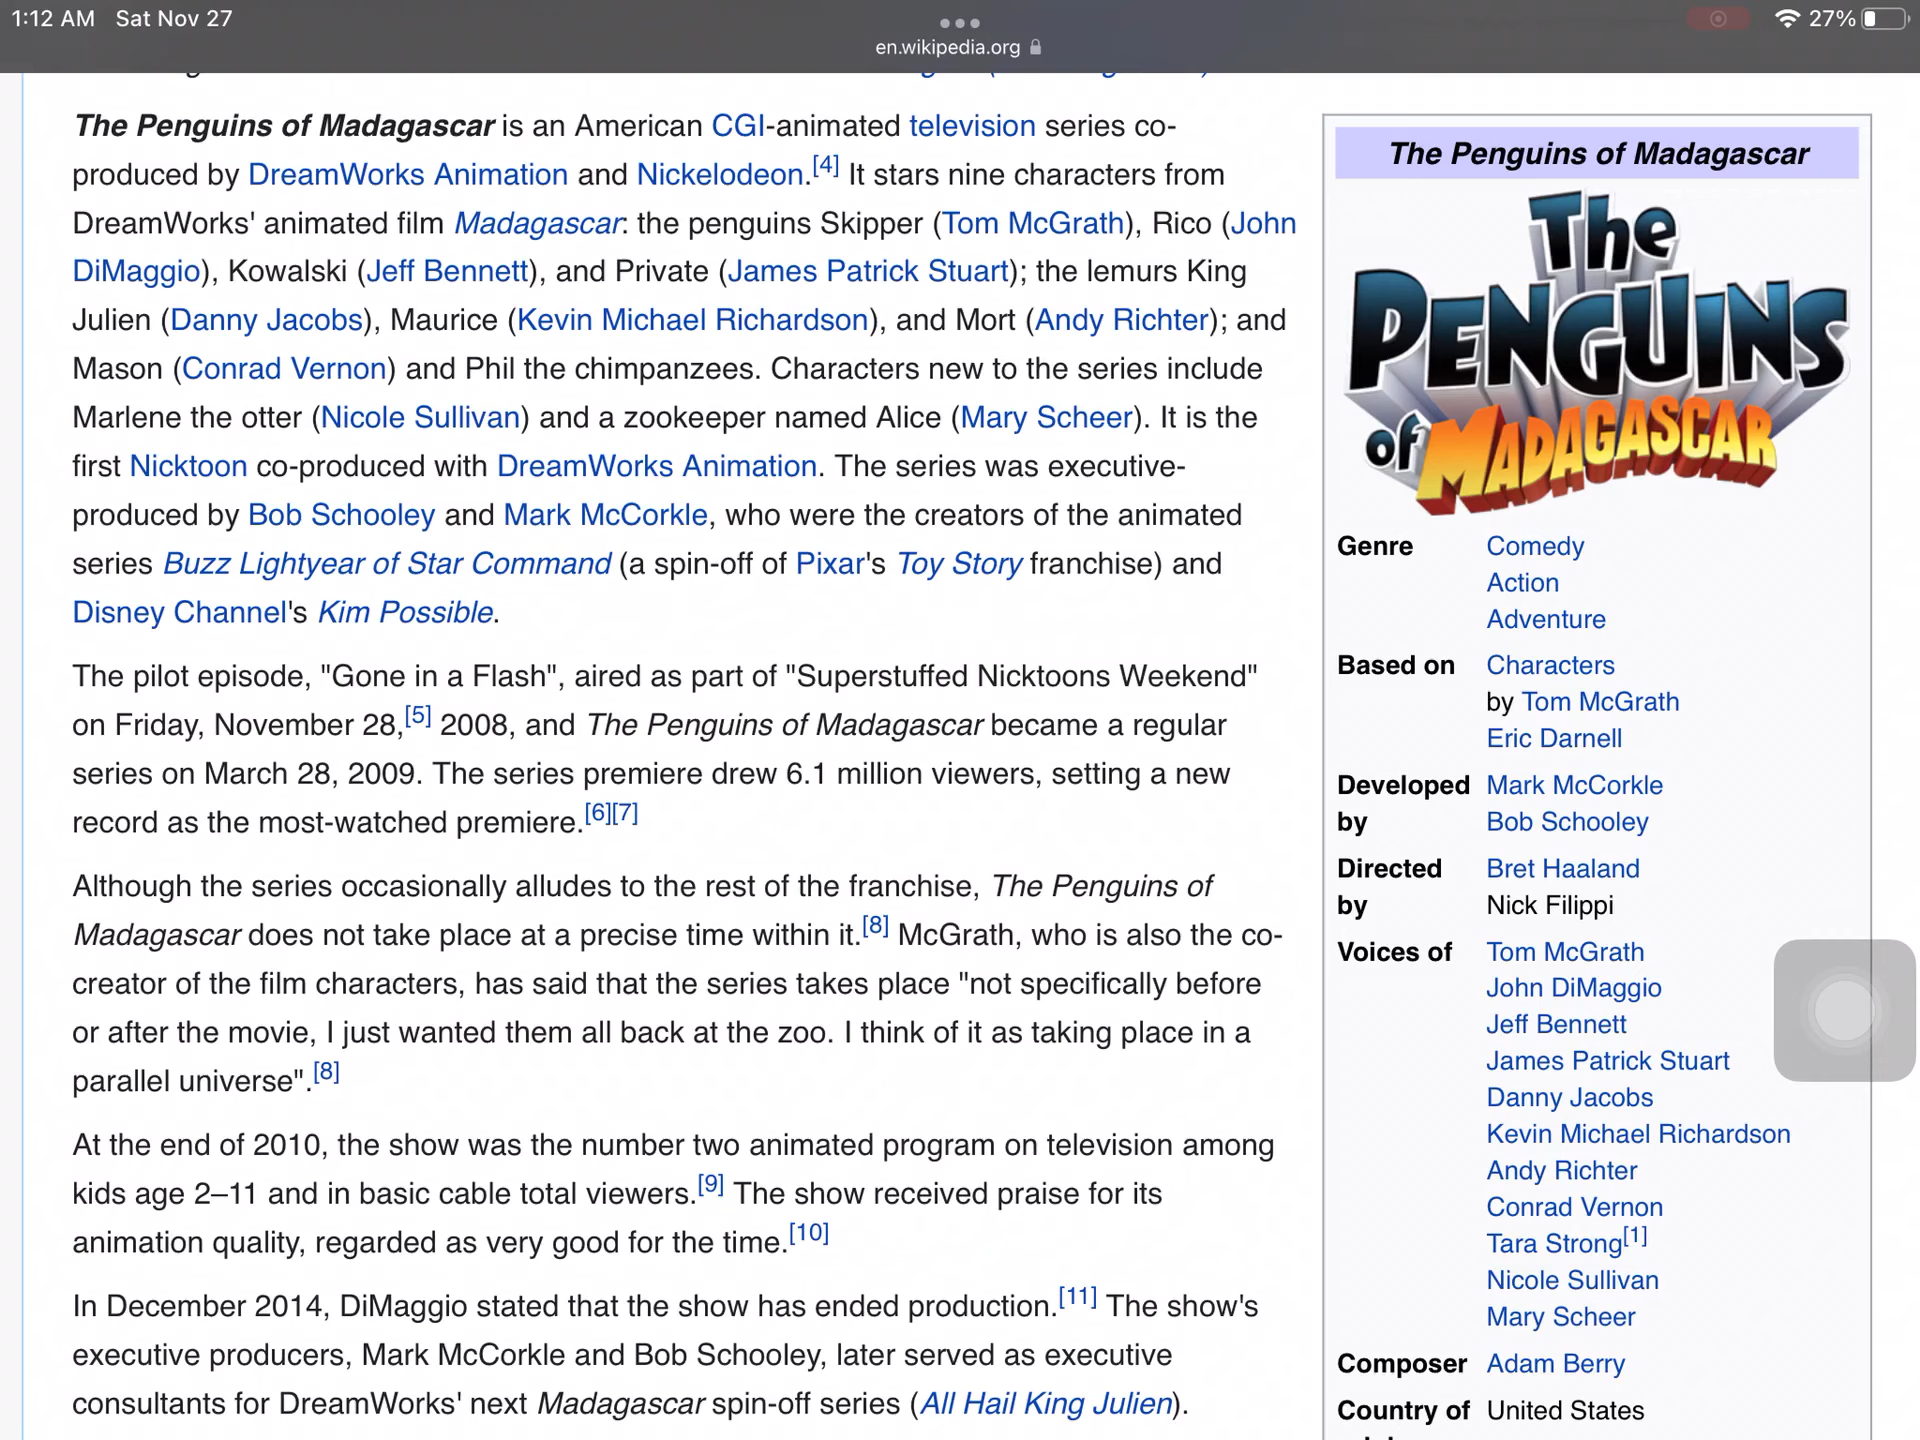 1:12 AM Sat Nov 27
en.wikipedia.org
27%
The Penguins of Madagascar is an American CGI-animated television series co-
produced by DreamWorks Animation and Nickelodeon.[4] It stars nine characters from
DreamWorks' animated film Madagascar: the penguins Skipper (Tom McGrath), Rico (John
DiMaggio), Kowalski (Jeff Bennett), and Private (James Patrick Stuart); the lemurs King
Julien (Danny Jacobs), Maurice (Kevin Michael Richardson), and Mort (Andy Richter); and
Mason (Conrad Vernon) and Phil the chimpanzees. Characters new to the series include
Marlene the otter (Nicole Sullivan) and a zookeeper named Alice (Mary Scheer). It is the
first Nicktoon co-produced with DreamWorks Animation. The series was executive-
produced by Bob Schooley and Mark McCorkle, who were the creators of the animated
series Buzz Lightyear of Star Command (a spin-off of Pixar's Toy Story franchise) and
Disney Channel's Kim Possible.
The pilot episode, "Gone in a Flash", aired as part of "Superstuffed Nicktoons Weekend"
on Friday, November 28,[5] 2008, and The Penguins of Madagascar became a regular
series on March 28, 2009. The series premiere drew 6.1 million viewers, setting a new
record as the most-watched premiere.[6][7]
Although the series occasionally alludes to the rest of the franchise, The Penguins of
Madagascar does not take place at a precise time within it.[8] McGrath, who is also the co-
creator of the film characters, has said that the series takes place "not specifically before
or after the movie, I just wanted them all back at the zoo. I think of it as taking place in a
parallel universe".[8]
At the end of 2010, the show was the number two animated program on television among
kids age 2–11 and in basic cable total viewers.[9] The show received praise for its
animation quality, regarded as very good for the time.[10]
In December 2014, DiMaggio stated that the show has ended production.[11] The show's
executive producers, Mark McCorkle and Bob Schooley, later served as executive
consultants for DreamWorks' next Madagascar spin-off series (All Hail King Julien).
The Penguins of Madagascar
The
PENGUINS
of MADAGASCAR
Genre Comedy
Action
Adventure
Based on Characters
by Tom McGrath
Eric Darnell
Developed Mark McCorkle
by Bob Schooley
Directed Bret Haaland
by Nick Filippi
Voices of Tom McGrath
John DiMaggio
Jeff Bennett
James Patrick Stuart
Danny Jacobs
Kevin Michael Richardson
Andy Richter
Conrad Vernon
Tara Strong[1]
Nicole Sullivan
Mary Scheer
Composer Adam Berry
Country of United States